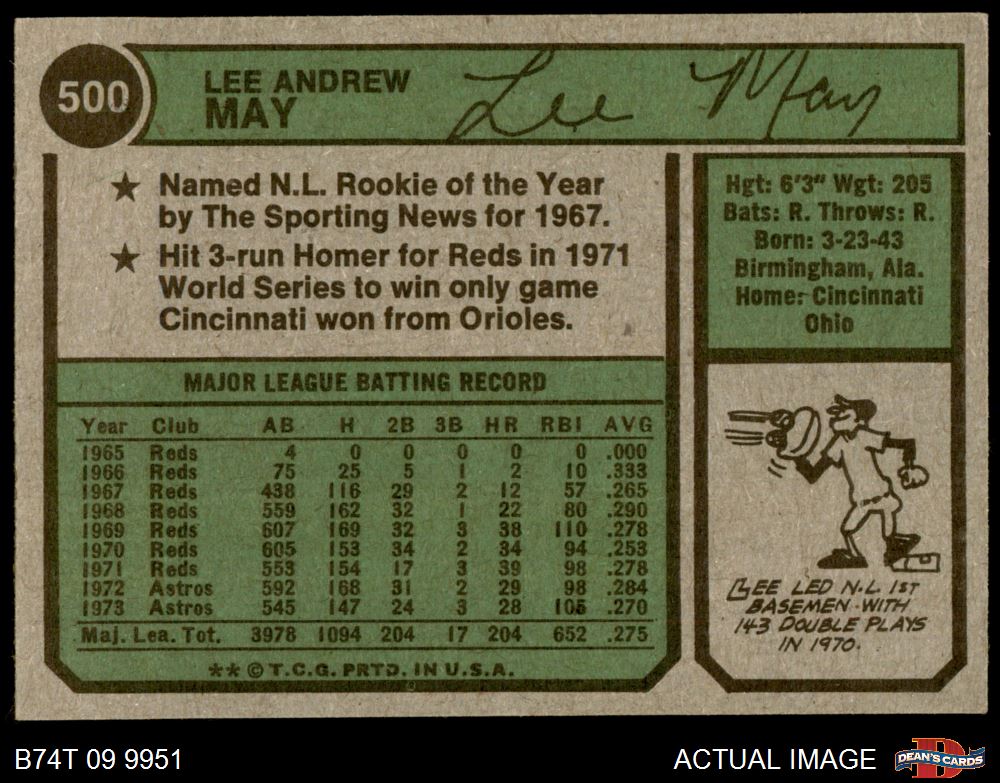 500
LEE ANDREW
MAY
Lee May
★ Named N.L. Rookie of the Year
by The Sporting News for 1967.
★ Hit 3-run Homer for Reds in 1971
World Series to win only game
Cincinnati won from Orioles.
Hgt: 6'3" Wgt: 205
Bats: R. Throws: R.
Born: 3-23-43
Birmingham, Ala.
Home: Cincinnati
Ohio
MAJOR LEAGUE BATTING RECORD
Year Club AB H 2B 3B HR RBI AVG
1965 Reds 4 0 0 0 0 0 .000
1966 Reds 75 25 5 1 2 10 .333
1967 Reds 438 116 29 2 12 57 .265
1968 Reds 559 162 32 1 22 80 .290
1969 Reds 607 169 32 3 38 110 .278
1970 Reds 605 153 34 2 34 94 .253
1971 Reds 553 154 17 3 39 98 .278
1972 Astros 592 168 31 2 29 98 .284
1973 Astros 545 147 24 3 28 105 .270
Maj. Lea. Tot. 3978 1094 204 17 204 652 .275
** © T.C.G. PRTD. IN U.S.A.
LEE LED N.L. 1ST
BASEMEN WITH
143 DOUBLE PLAYS
IN 1970.
B74T 09 9951
ACTUAL IMAGE
D
DEAN'S CARDS